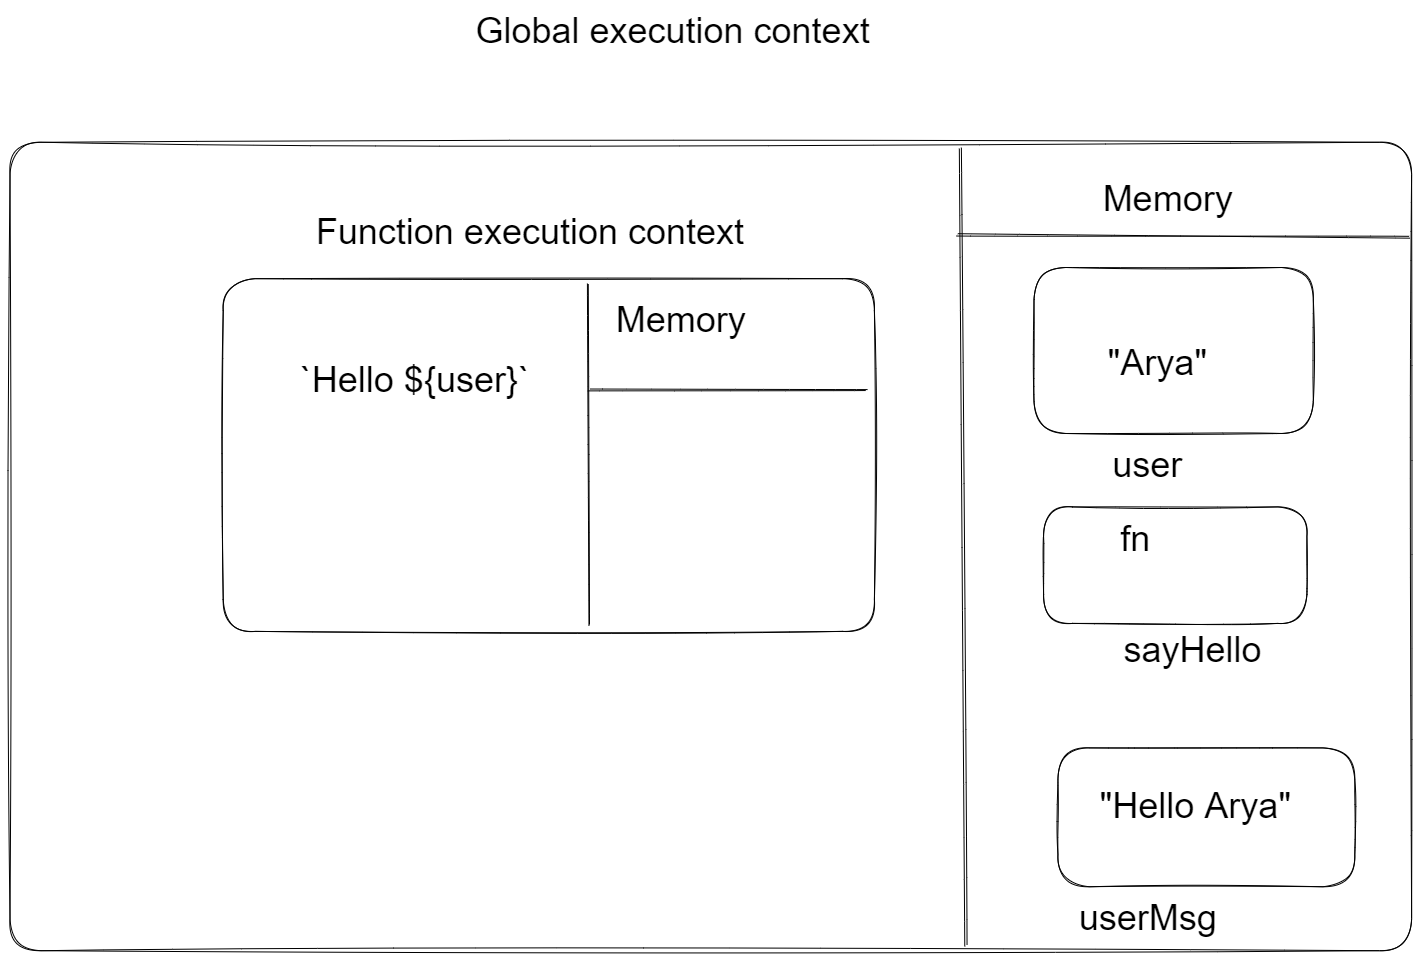 Global execution context
Function execution context
Memory
`Hello ${user}`
Memory
"Arya"
user
fn
sayHello
"Hello Arya"
userMsg